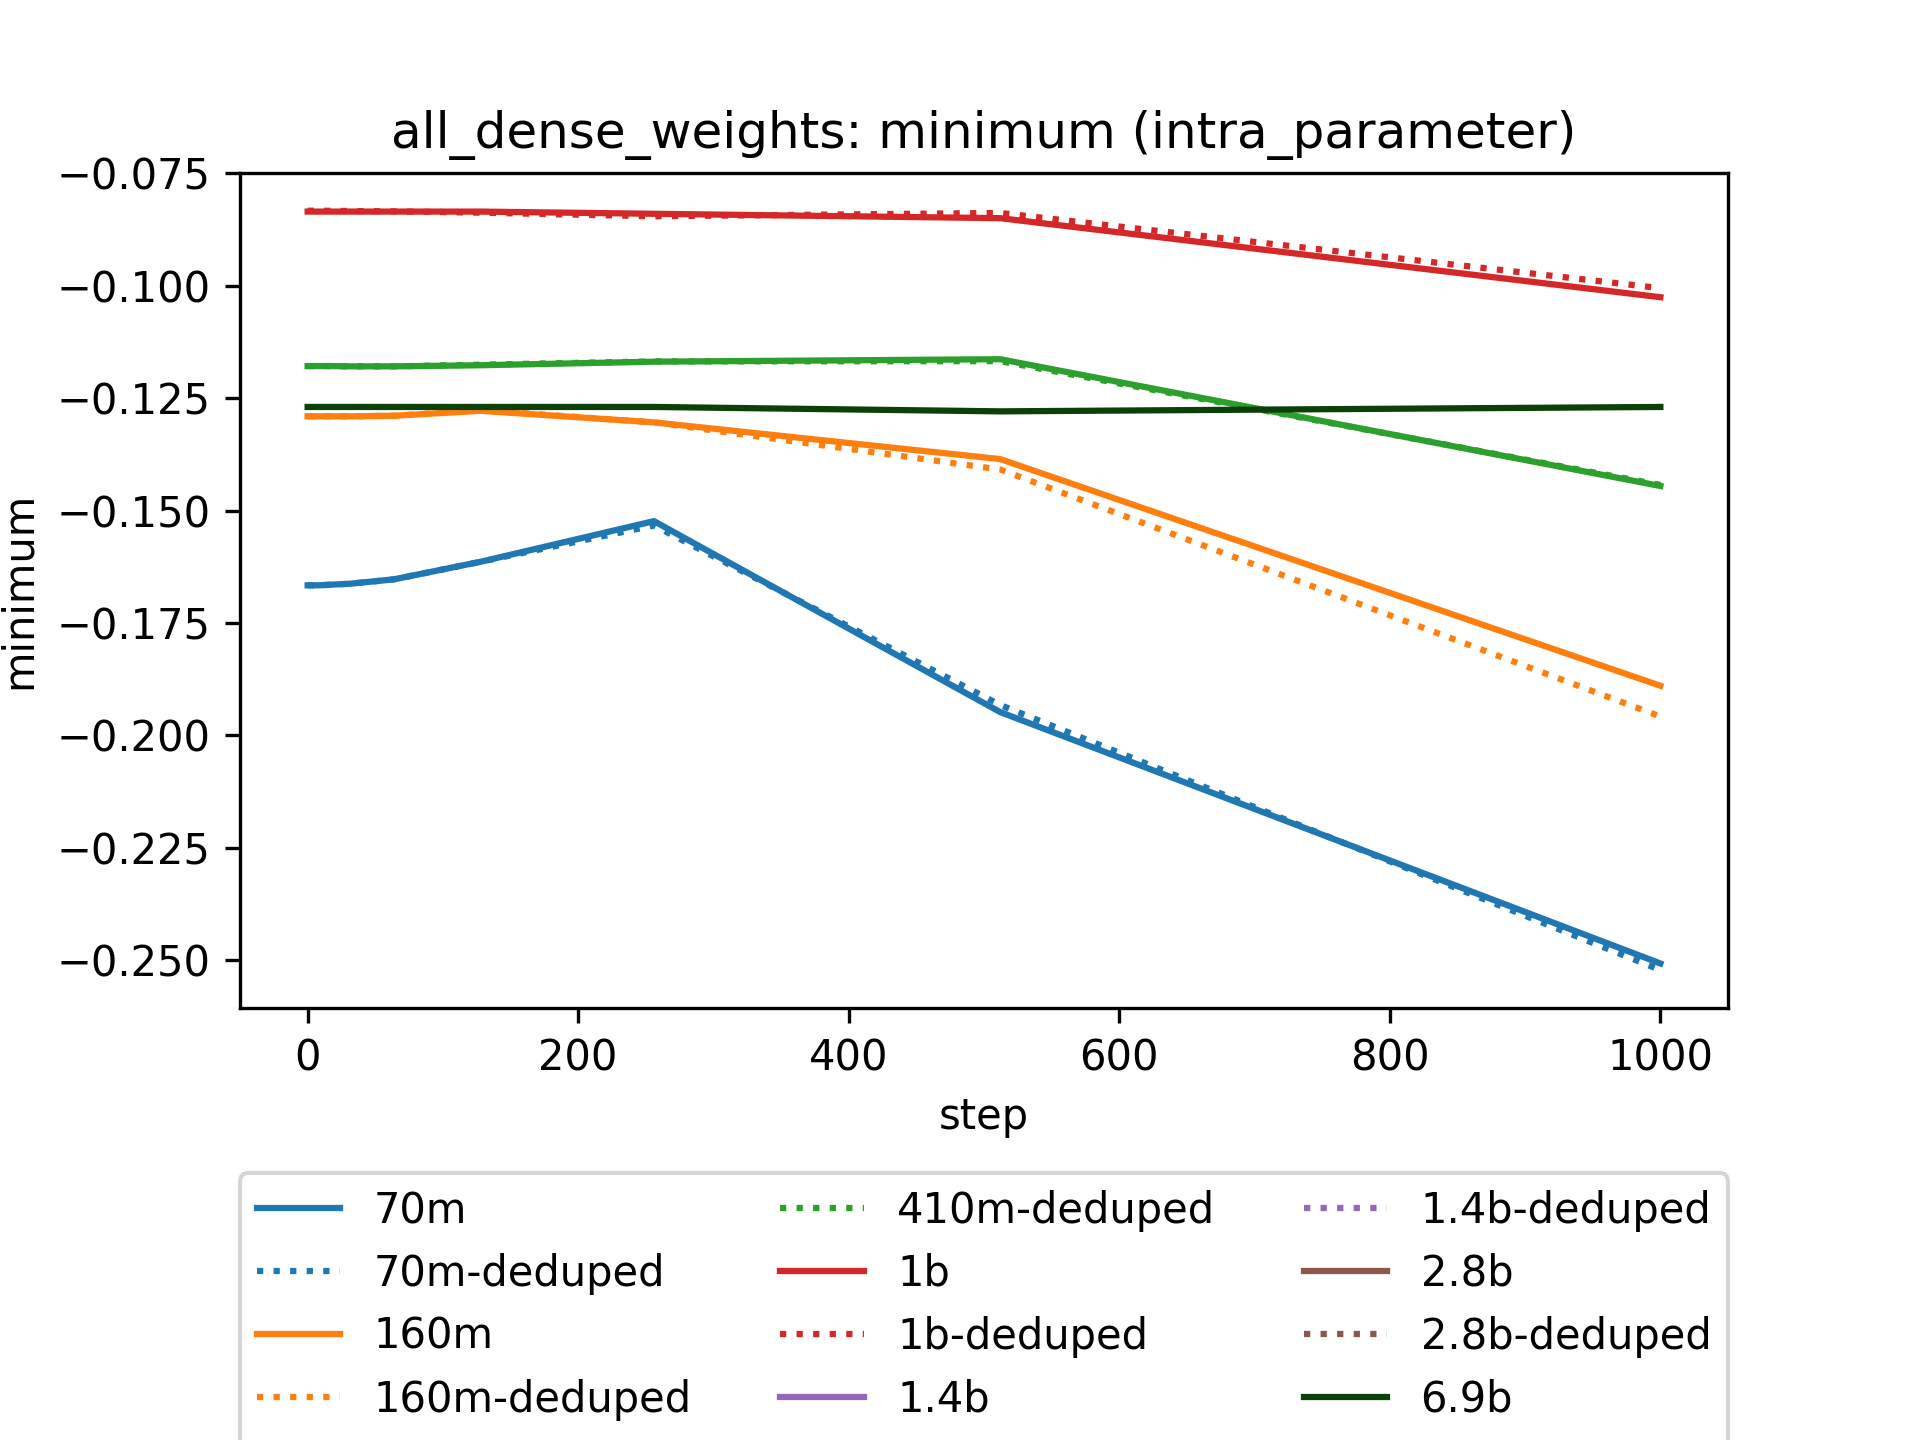 all_dense_weights: minimum (intra_parameter)
minimum
−0.075
−0.100
−0.125
−0.150
−0.175
−0.200
−0.225
−0.250
0 200 400 600 800 1000
step
70m 410m-deduped 1.4b-deduped
70m-deduped 1b 2.8b
160m 1b-deduped 2.8b-deduped
160m-deduped 1.4b 6.9b